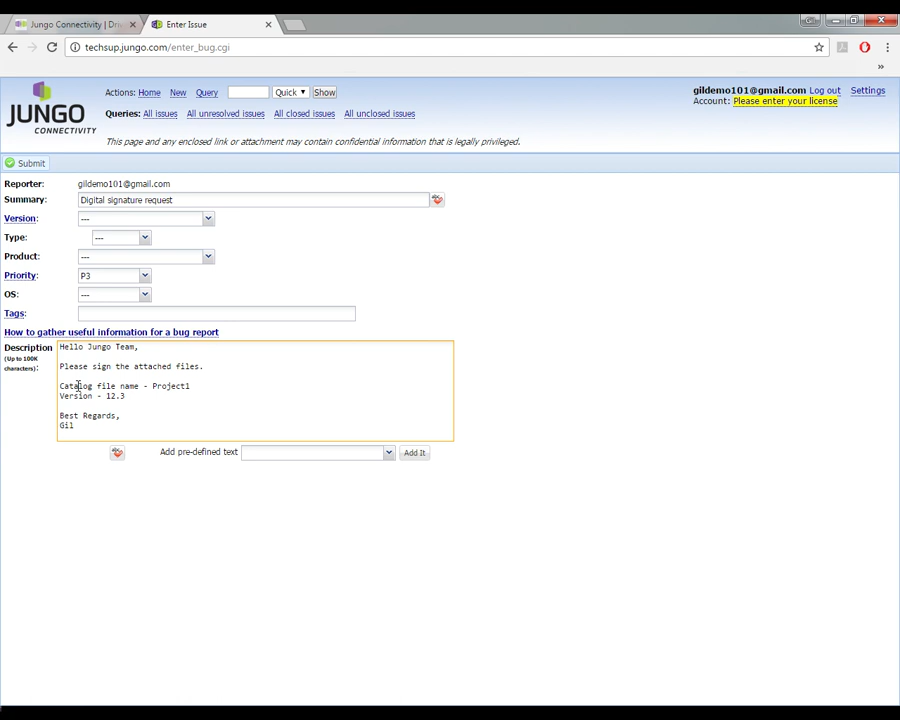 Jungo Connectivity | Dri
Enter Issue
techsup.jungo.com/enter_bug.cgi
»
JUNGO
CONNECTIVITY
Actions: Home New Query Quick Show
gildemo101@gmail.com Log out Settings
Account: Please enter your license
Queries: All issues All unresolved issues All closed issues All unclosed issues
This page and any enclosed link or attachment may contain confidential information that is legally privileged.
Submit
Reporter: gildemo101@gmail.com
Summary: Digital signature request
Version: ---
Type: ---
Product: ---
Priority: P3
OS: ---
Tags:
How to gather useful information for a bug report
Description
(Up to 100K
characters):
Hello Jungo Team,
Please sign the attached files.
Catalog file name - Project1
Version - 12.3
Best Regards,
Gil
Add pre-defined text Add It